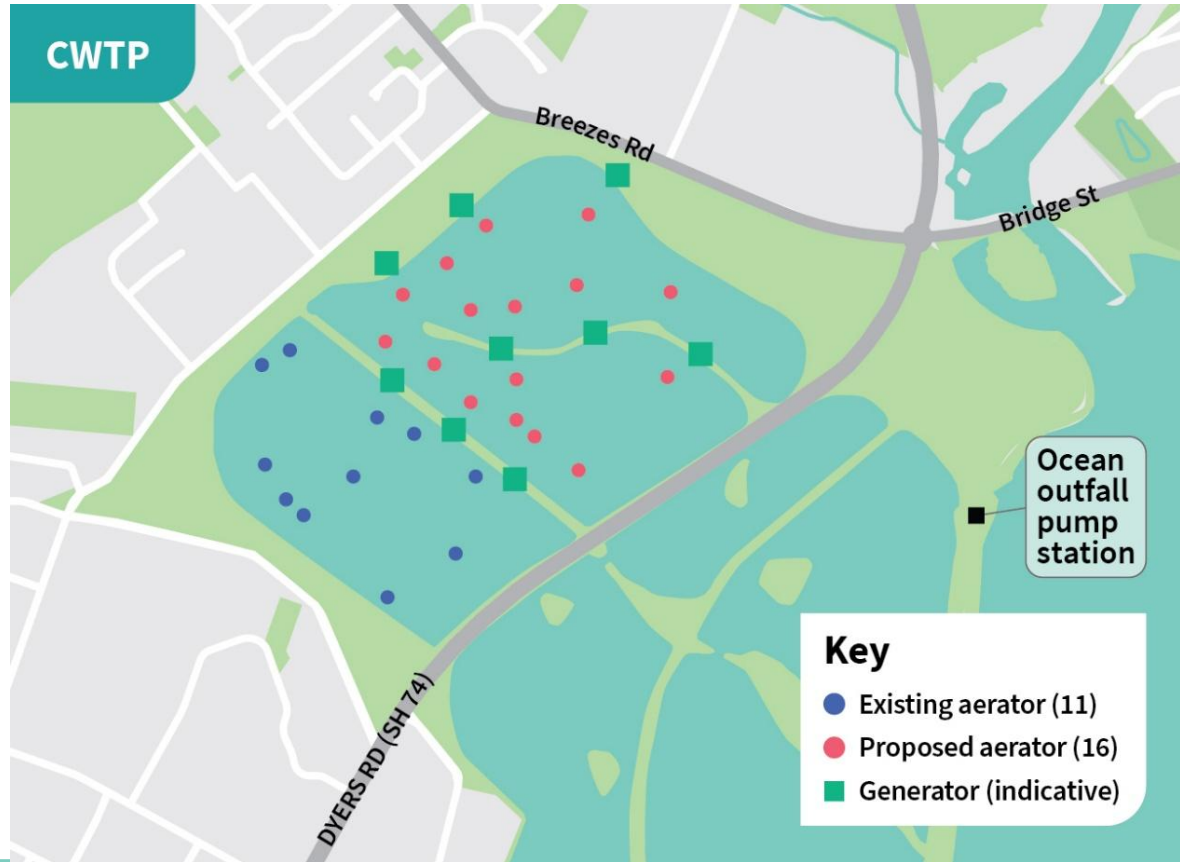 CWTP
Breezes Rd
Bridge St
Ocean
outfall
pump
station
DYERS RD (SH 74)
Key
Existing aerator (11)
Proposed aerator (16)
Generator (indicative)